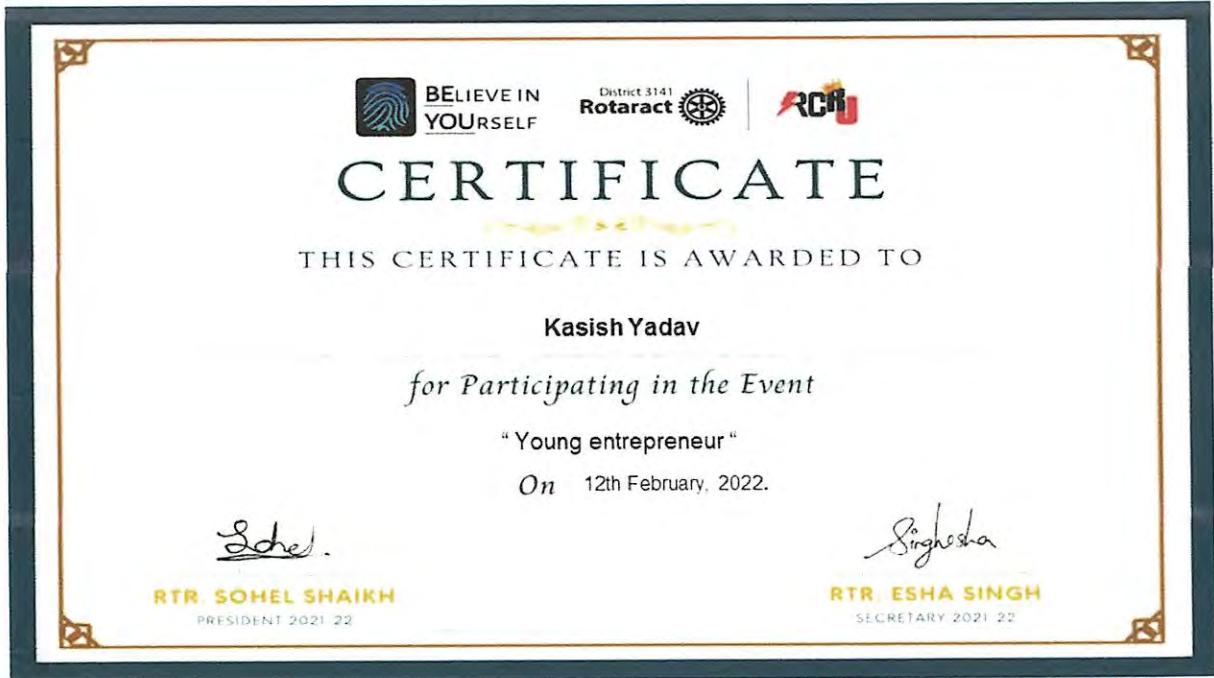 BELIEVE IN
YOURSELF
District 3141
Rotaract
RCRU
CERTIFICATE
THIS CERTIFICATE IS AWARDED TO
Kasish Yadav
for Participating in the Event
“ Young entrepreneur “
On 12th February, 2022.
Sohel.
Singhesha
RTR. SOHEL SHAIKH
RTR. ESHA SINGH
PRESIDENT 2021-22
SECRETARY 2021-22